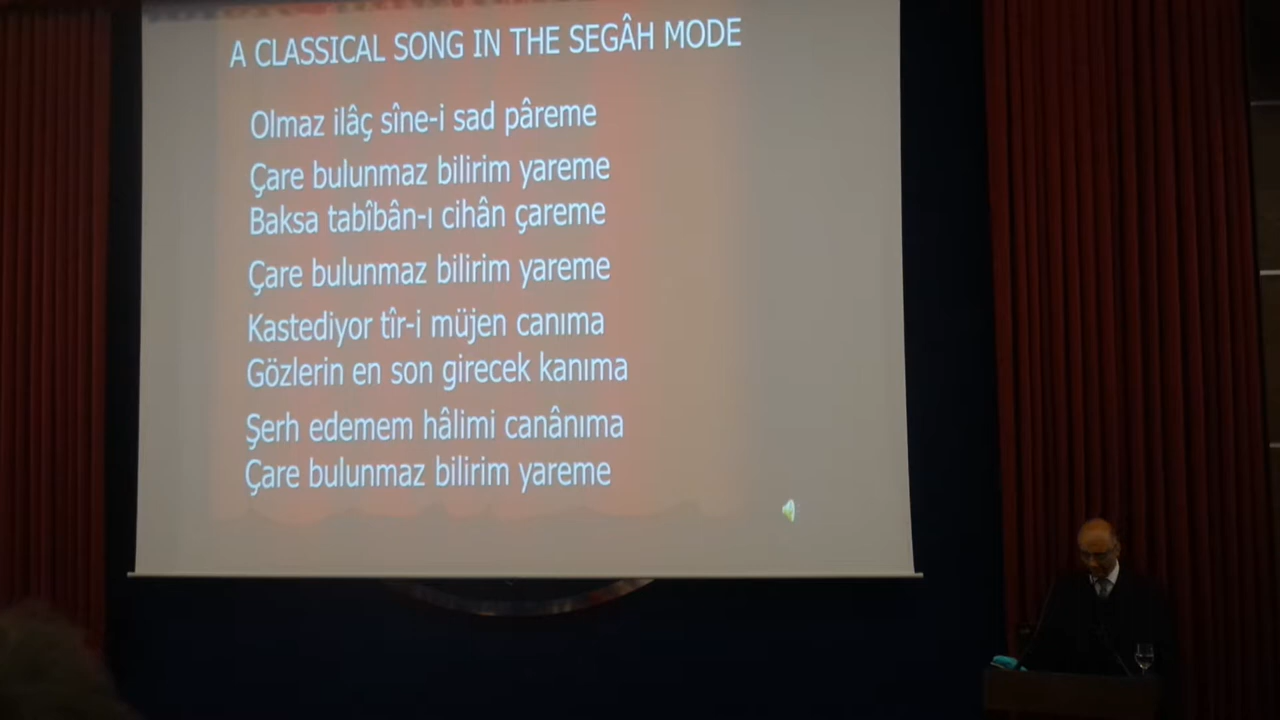 A CLASSICAL SONG IN THE SEGÂH MODE
Olmaz ilâç sîne-i sad pâreme
Çare bulunmaz bilirim yareme
Baksa tabîbân-ı cihân çareme
Çare bulunmaz bilirim yareme
Kastediyor tîr-i müjen canıma
Gözlerin en son girecek kanıma
Şerh edemem hâlimi canânıma
Çare bulunmaz bilirim yareme